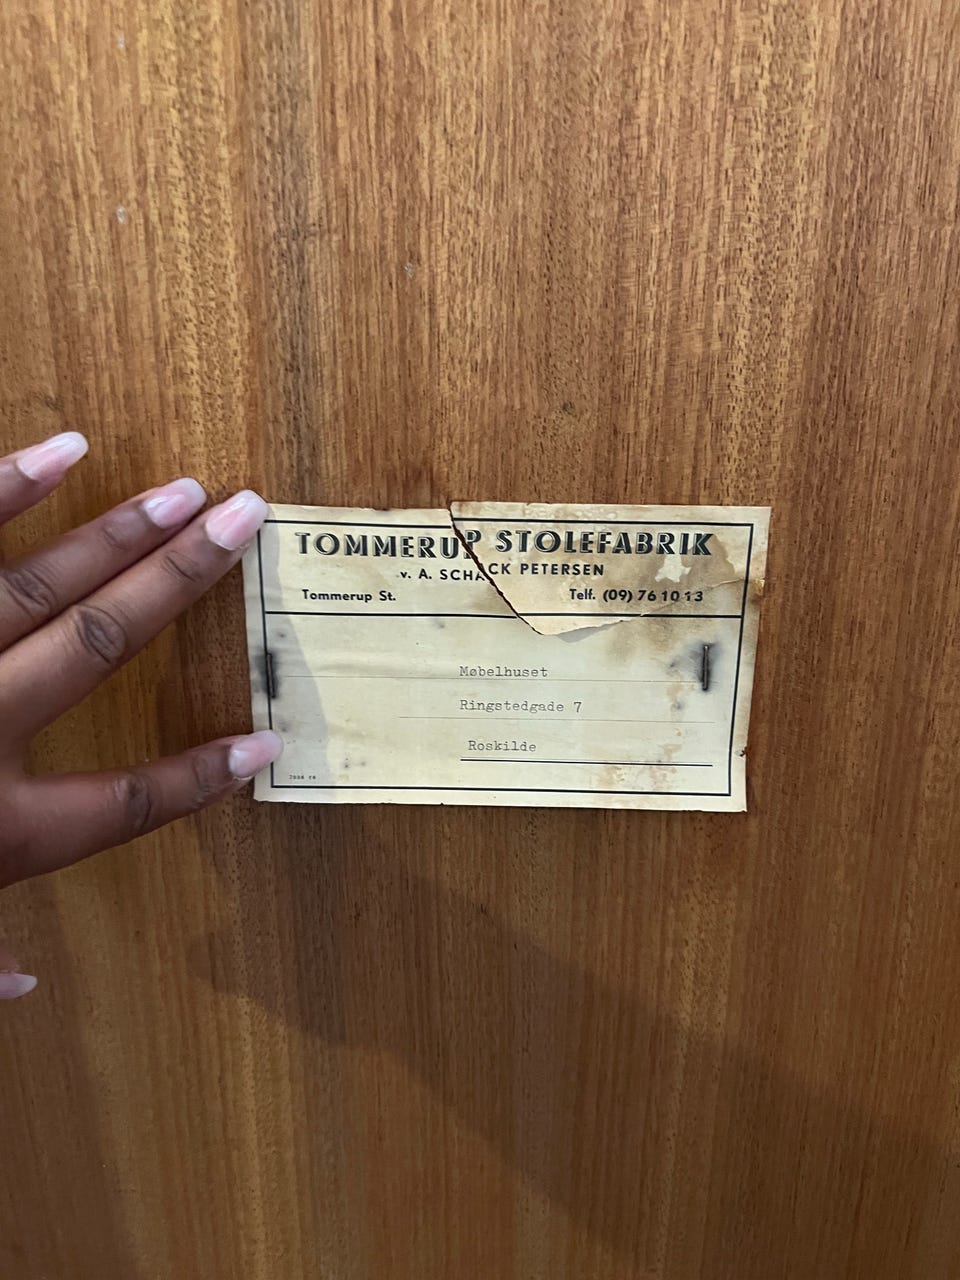 TOMMERUP STOLEFABRIK
v. A. SCHACK PETERSEN
Tommerup St. Telf. (09) 76 10 13
Møbelhuset
Ringstedgade 7
Roskilde